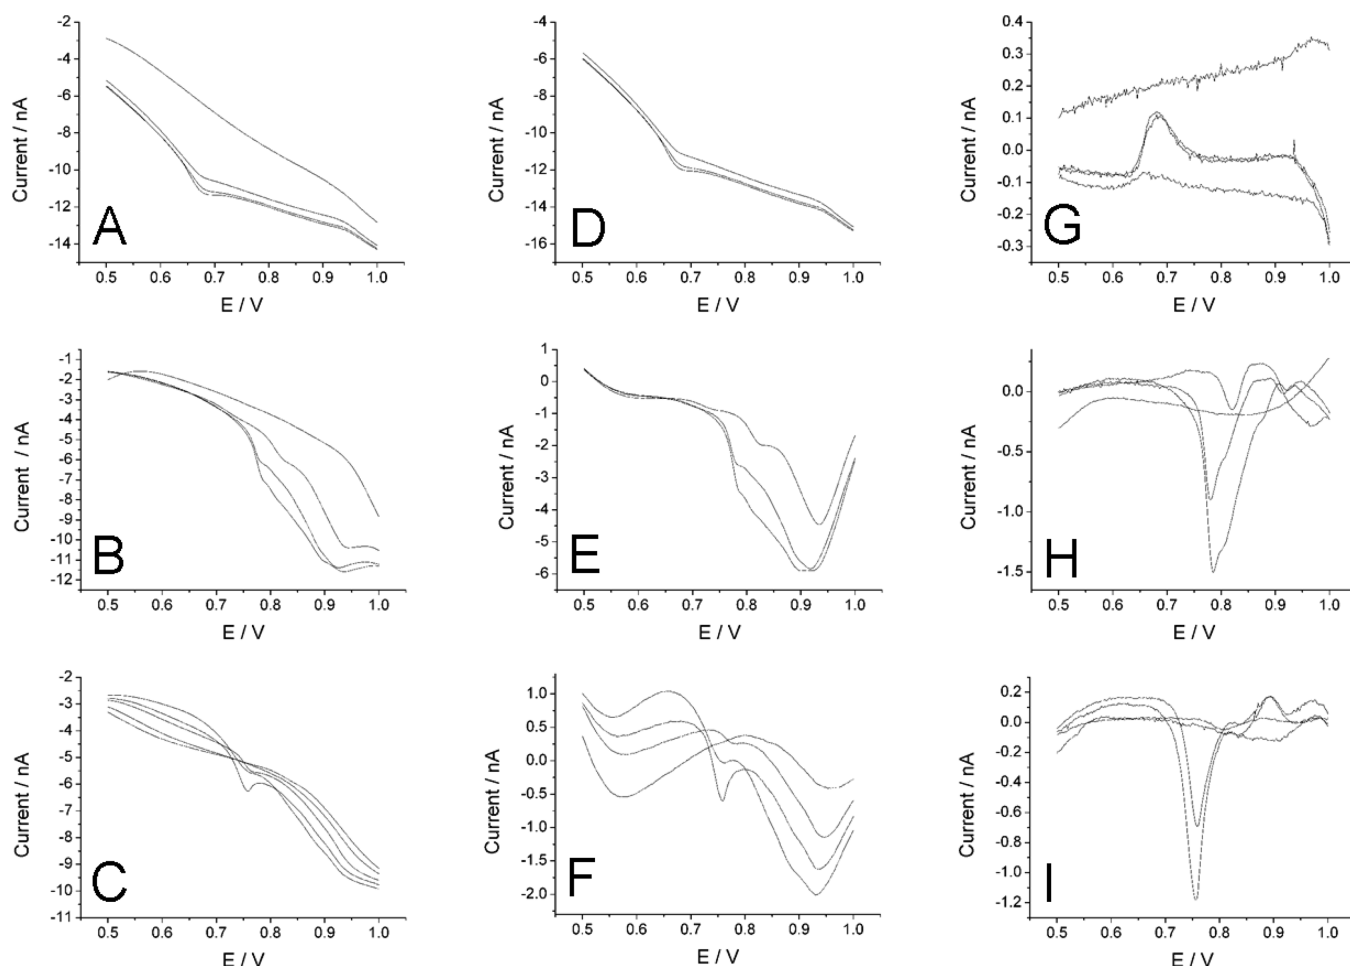 -2
-4
-6
-8
-10
-12
-14
Current / nA
A
0.5 0.6 0.7 0.8 0.9 1.0
E / V
-4
-6
-8
-10
-12
-14
-16
Current / nA
D
0.5 0.6 0.7 0.8 0.9 1.0
E / V
0.4
0.3
0.2
0.1
0.0
-0.1
-0.2
-0.3
Current / nA
G
0.5 0.6 0.7 0.8 0.9 1.0
E / V
-1
-2
-3
-4
-5
-6
-7
-8
-9
-10
-11
-12
Current / nA
B
0.5 0.6 0.7 0.8 0.9 1.0
E / V
1
0
-1
-2
-3
-4
-5
-6
Current / nA
E
0.5 0.6 0.7 0.8 0.9 1.0
E / V
0.0
-0.5
-1.0
-1.5
Current / nA
H
0.5 0.6 0.7 0.8 0.9 1.0
E / V
-2
-3
-4
-5
-6
-7
-8
-9
-10
-11
Current / nA
C
0.5 0.6 0.7 0.8 0.9 1.0
E / V
1.0
0.5
0.0
-0.5
-1.0
-1.5
-2.0
Current / nA
F
0.5 0.6 0.7 0.8 0.9 1.0
E / V
0.2
0.0
-0.2
-0.4
-0.6
-0.8
-1.0
-1.2
Current / nA
I
0.5 0.6 0.7 0.8 0.9 1.0
E / V